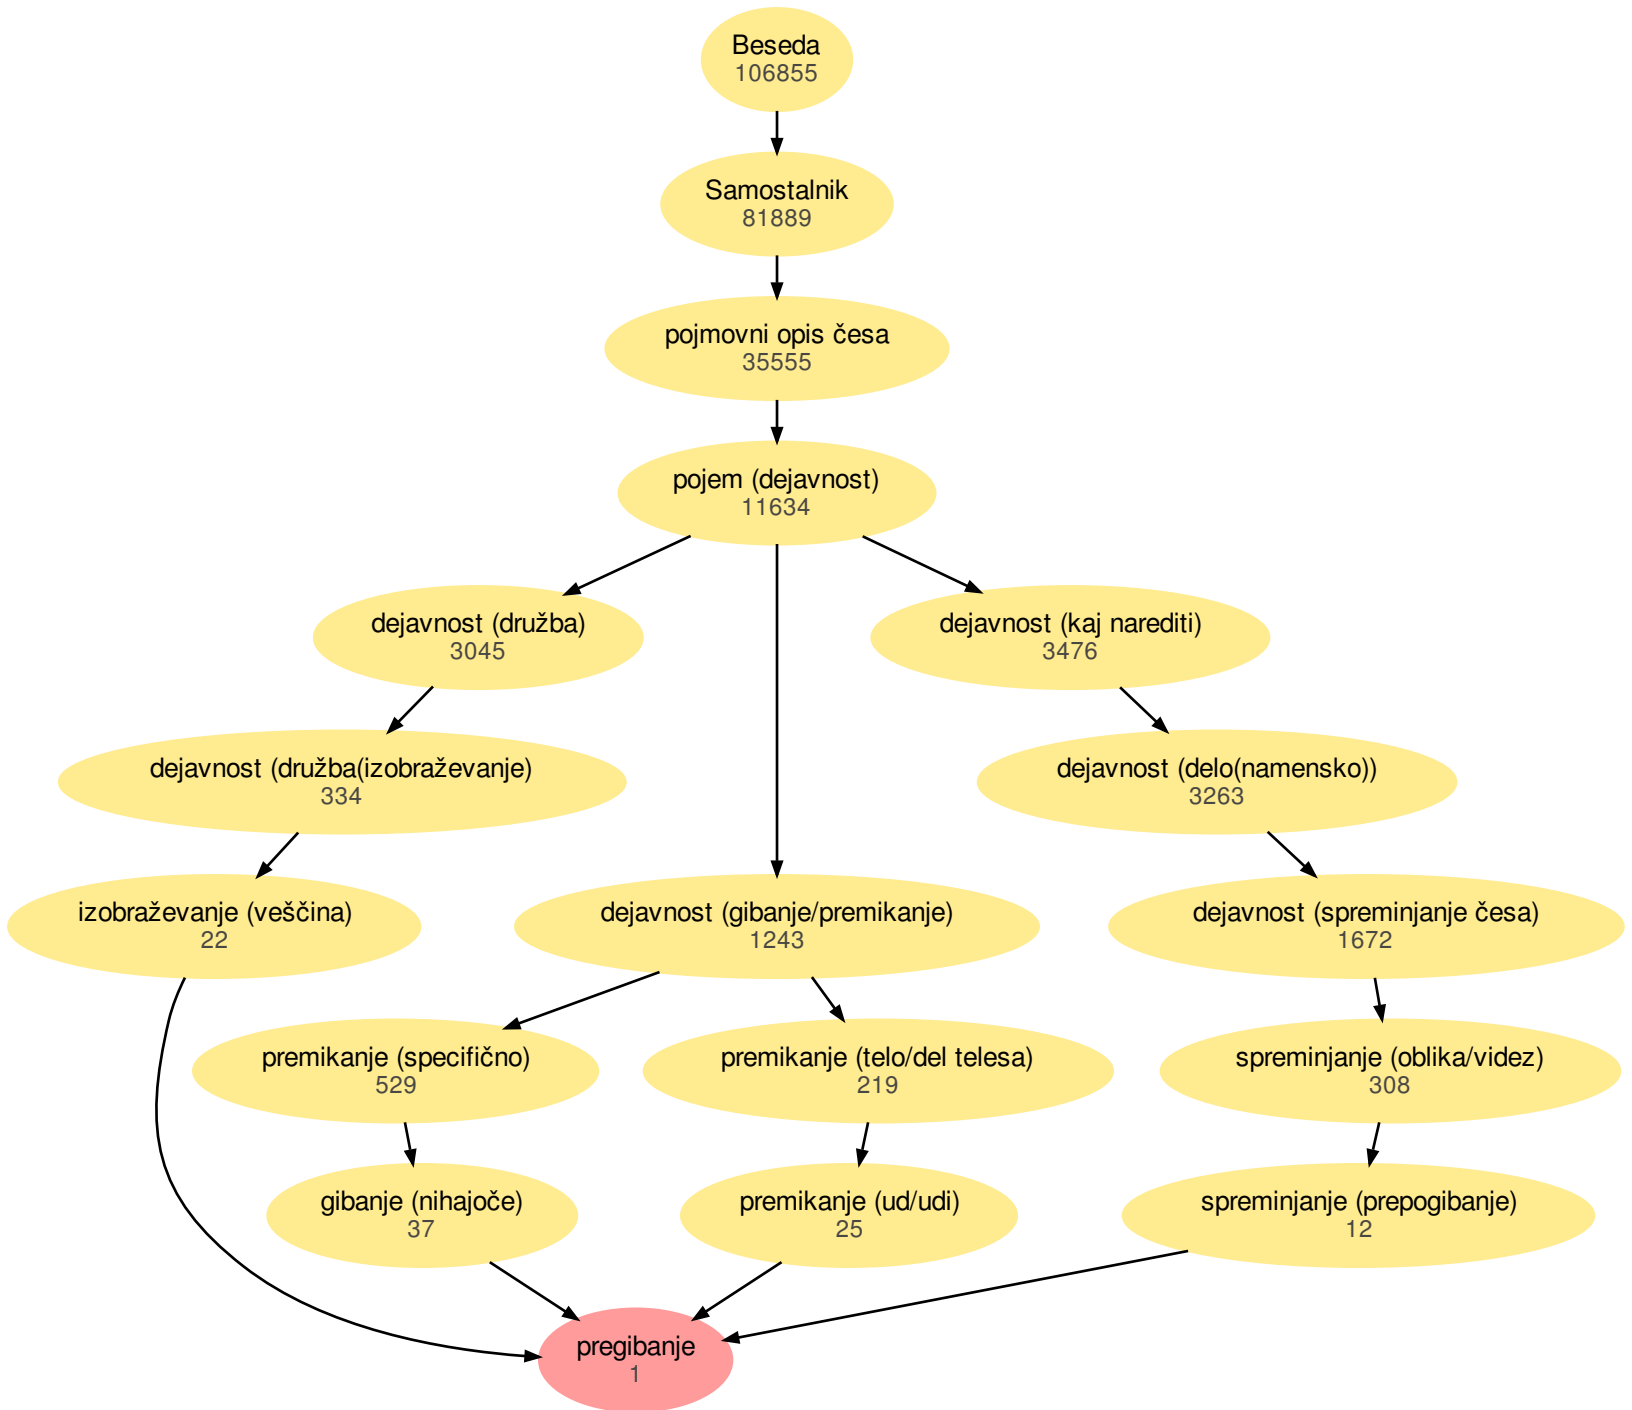 Beseda
106855
Samostalnik
81889
pojmovni opis česa
35555
pojem (dejavnost)
11634
dejavnost (družba)
3045
dejavnost (kaj narediti)
3476
dejavnost (družba(izobraževanje)
334
dejavnost (delo(namensko))
3263
izobraževanje (veščina)
22
dejavnost (gibanje/premikanje)
1243
dejavnost (spreminjanje česa)
1672
premikanje (specifično)
529
premikanje (telo/del telesa)
219
spreminjanje (oblika/videz)
308
gibanje (nihajoče)
37
premikanje (ud/udi)
25
spreminjanje (prepogibanje)
12
pregibanje
1